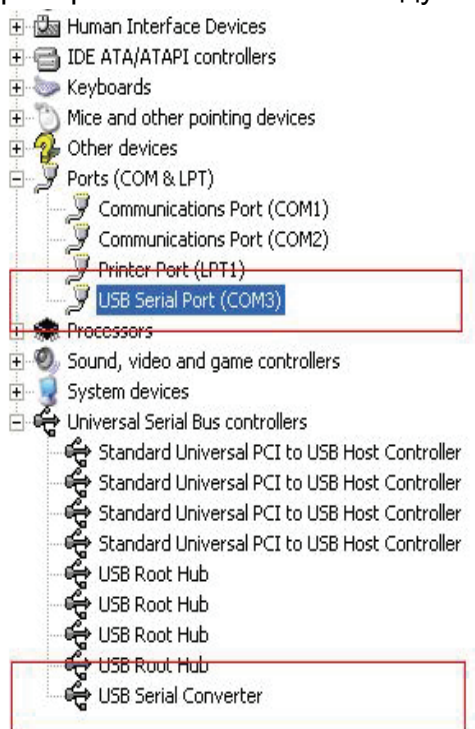 Human Interface Devices
IDE ATA/ATAPI controllers
Keyboards
Mice and other pointing devices
Other devices
Ports (COM & LPT)
Communications Port (COM1)
Communications Port (COM2)
Printer Port (LPT1)
USB Serial Port (COM3)
Processors
Sound, video and game controllers
System devices
Universal Serial Bus controllers
Standard Universal PCI to USB Host Controller
Standard Universal PCI to USB Host Controller
Standard Universal PCI to USB Host Controller
Standard Universal PCI to USB Host Controller
USB Root Hub
USB Root Hub
USB Root Hub
USB Root Hub
USB Serial Converter